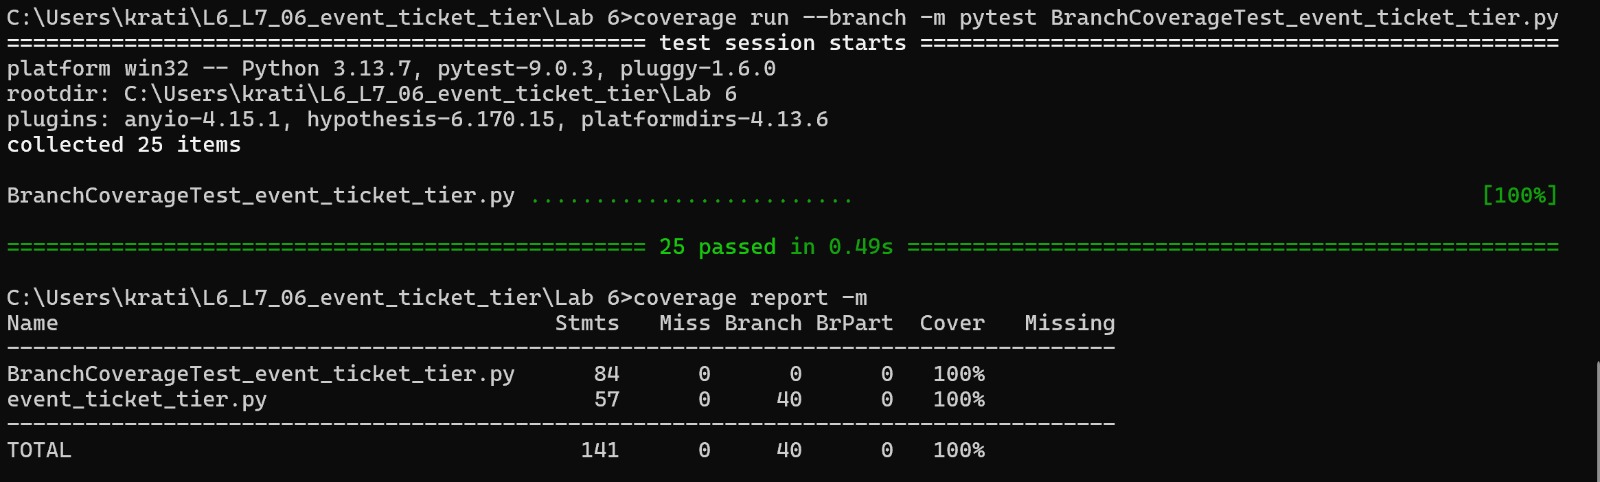 C:\Users\krati\L6_L7_06_event_ticket_tier\Lab 6>coverage run --branch -m pytest BranchCoverageTest_event_ticket_tier.py
================================================= test session starts =================================================
platform win32 -- Python 3.13.7, pytest-9.0.3, pluggy-1.6.0
rootdir: C:\Users\krati\L6_L7_06_event_ticket_tier\Lab 6
plugins: anyio-4.15.1, hypothesis-6.170.15, platformdirs-4.13.6
collected 25 items
BranchCoverageTest_event_ticket_tier.py ......................... [100%]
================================================= 25 passed in 0.49s ==================================================
C:\Users\krati\L6_L7_06_event_ticket_tier\Lab 6>coverage report -m
Name Stmts Miss Branch BrPart Cover Missing
-------------------------------------------------------------------------------------
BranchCoverageTest_event_ticket_tier.py 84 0 0 0 100%
event_ticket_tier.py 57 0 40 0 100%
-------------------------------------------------------------------------------------
TOTAL 141 0 40 0 100%